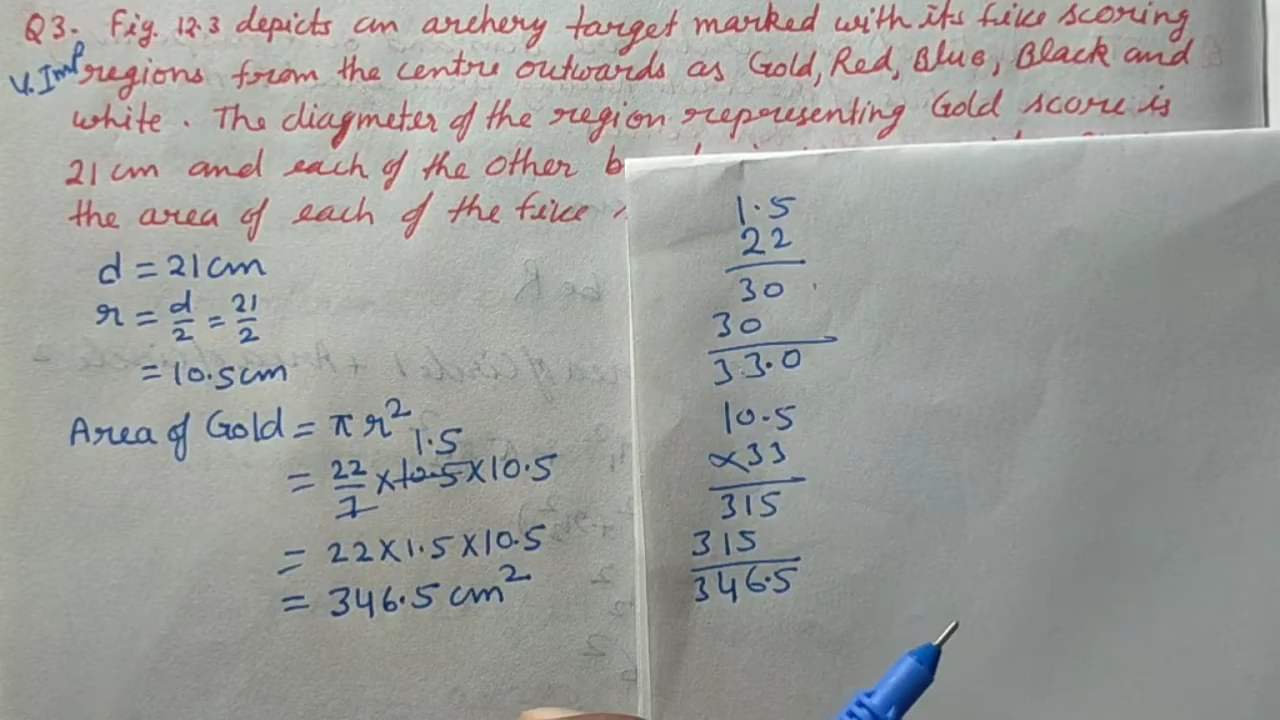 Q3. Fig. 12.3 depicts an archery target marked with its five scoring
V. Imp regions from the centre outwards as Gold, Red, Blue, Black and
white. The diagmeter of the region representing Gold score is
21 cm and each of the other
the area of each of the five
d = 21 cm
r = d/2 = 21/2
= 10.5 cm
Area of Gold = π r²
1.5
= 22/7 × 10.5 × 10.5
= 22 × 1.5 × 10.5
= 346.5 cm²
1.5
22
30
30
33.0
10.5
×33
315
315
346.5